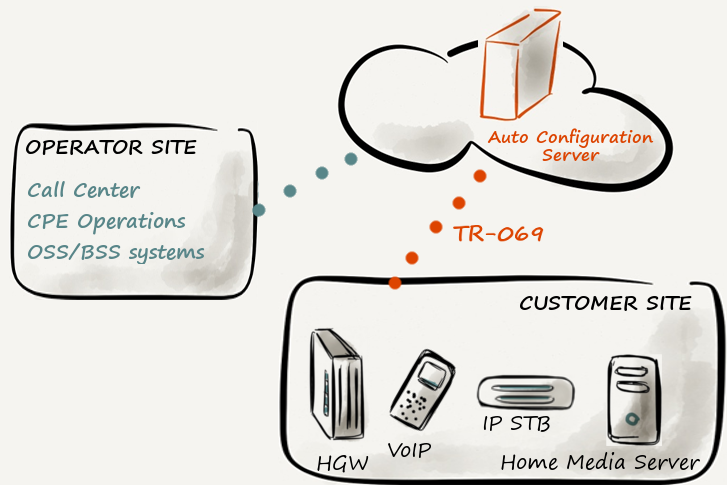 Auto Configuration
Server
OPERATOR SITE
Call Center
CPE Operations
OSS/BSS systems
TR-069
CUSTOMER SITE
HGW
VoIP
IP STB
Home Media Server